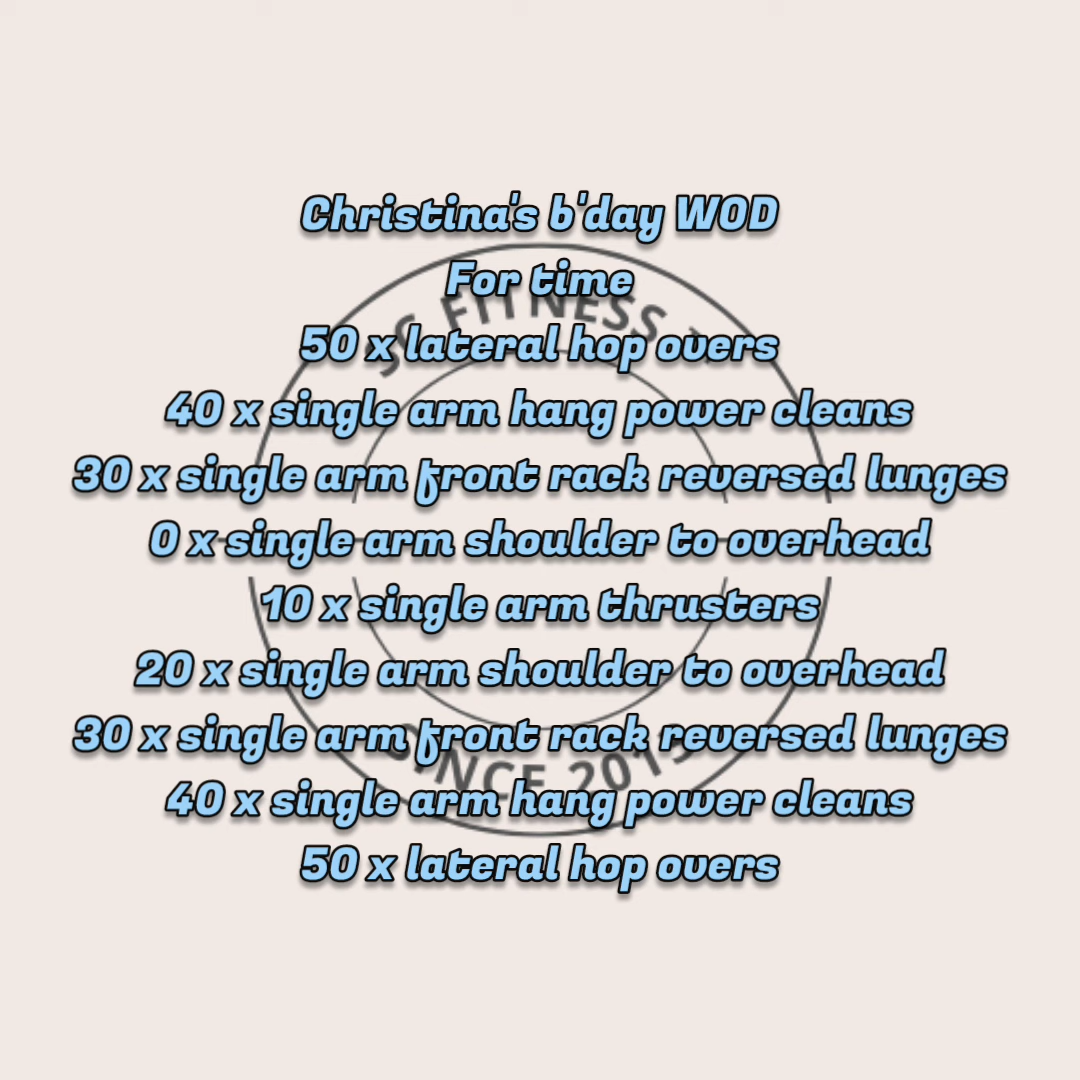 Christina's b'day WOD
For time
FITNESS
50 x lateral hop overs
40 x single arm hang power cleans
30 x single arm front rack reversed lunges
0 x single arm shoulder to overhead
10 x single arm thrusters
20 x single arm shoulder to overhead
30 x single arm front rack reversed lunges
SINCE
40 x single arm hang power cleans
50 x lateral hop overs